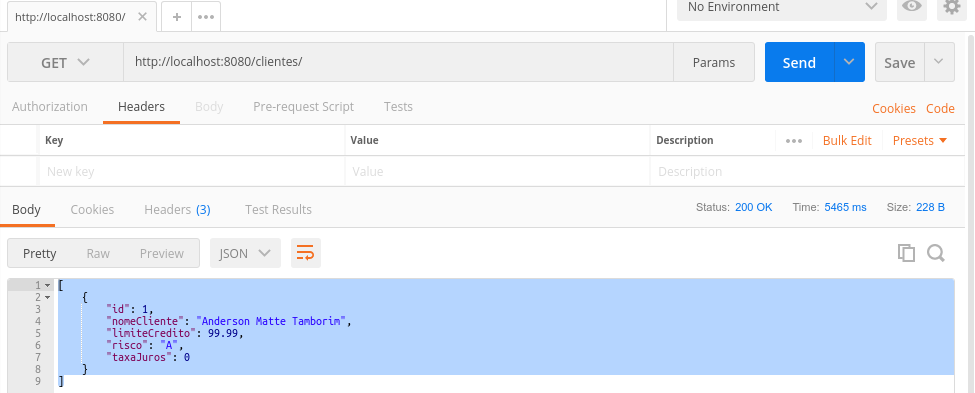 http://localhost:8080/ × + ••• No Environment
GET http://localhost:8080/clientes/ Params Send Save
Authorization Headers Body Pre-request Script Tests Cookies Code
Key Value Description ••• Bulk Edit Presets
New key Value Description
Body Cookies Headers (3) Test Results Status: 200 OK Time: 5465 ms Size: 228 B
Pretty Raw Preview JSON
1 [
2 {
3 "id": 1,
4 "nomeCliente": "Anderson Matte Tamborim",
5 "limiteCredito": 99.99,
6 "risco": "A",
7 "taxaJuros": 0
8 }
9 ]